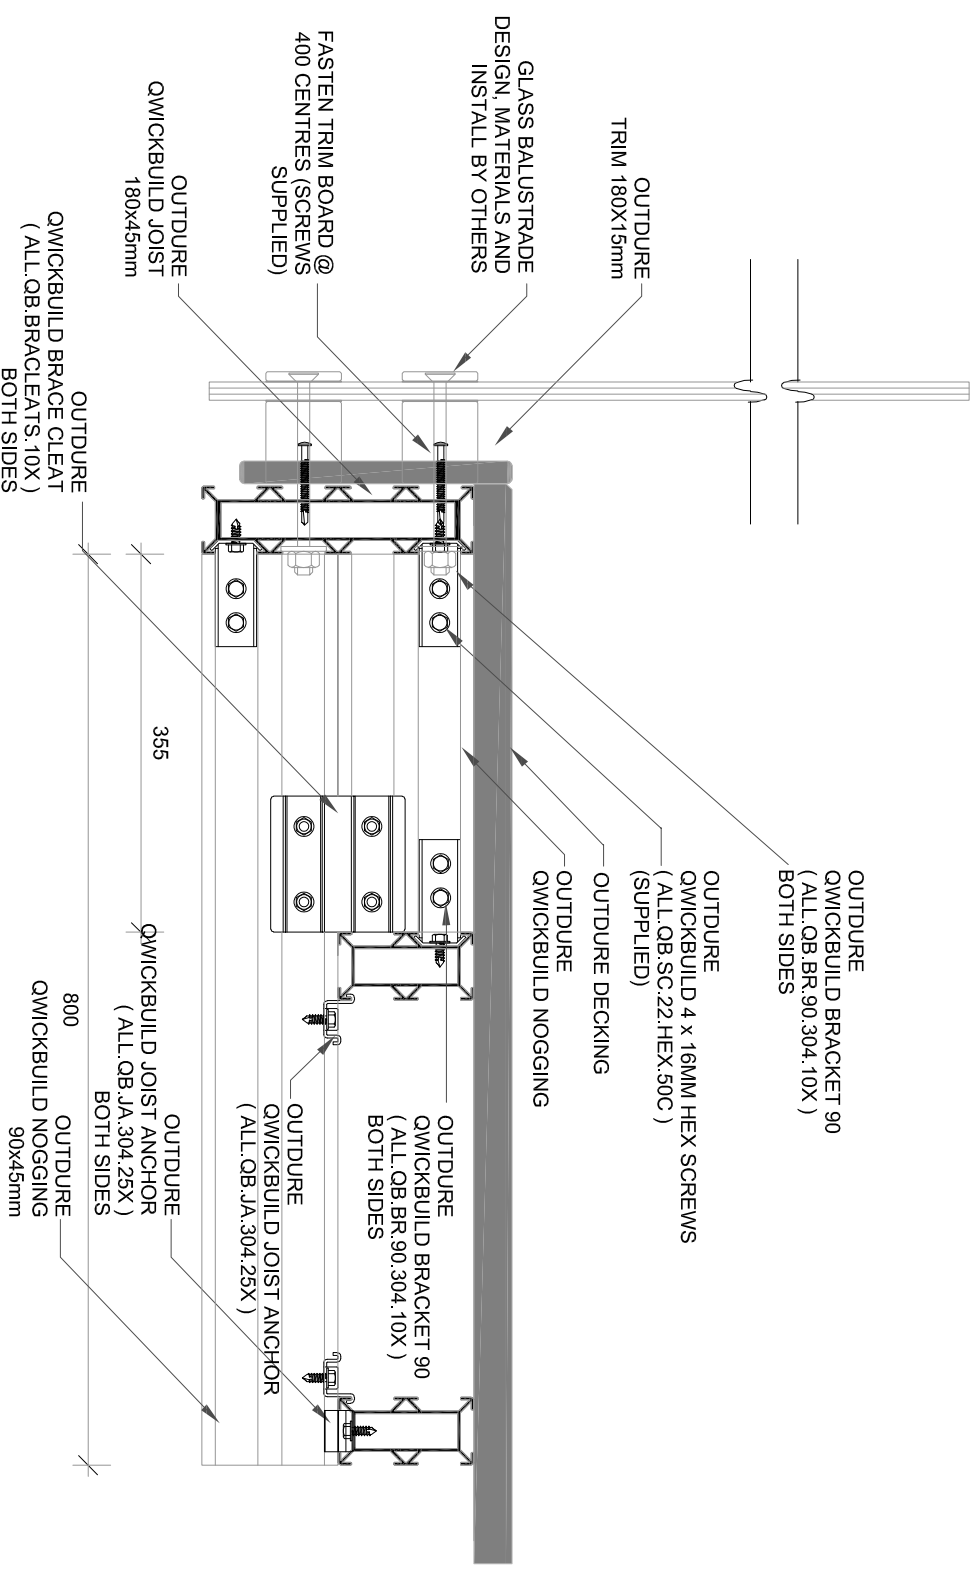 OUTDURE
TRIM 180X15mm
GLASS BALUSTRADE
DESIGN, MATERIALS AND
INSTALL BY OTHERS
FASTEN TRIM BOARD @
400 CENTRES (SCREWS
SUPPLIED)
OUTDURE
QWICKBUILD JOIST
180x45mm
OUTDURE
QWICKBUILD BRACE CLEAT
( ALL.QB.BRACLEATS.10X )
BOTH SIDES
OUTDURE
QWICKBUILD BRACKET 90
( ALL.QB.BR.90.304.10X )
BOTH SIDES
OUTDURE
QWICKBUILD 4 x 16MM HEX SCREWS
( ALL.QB.SC.22.HEX.50C )
(SUPPLIED)
OUTDURE DECKING
OUTDURE
QWICKBUILD NOGGING
OUTDURE
QWICKBUILD BRACKET 90
( ALL.QB.BR.90.304.10X )
BOTH SIDES
OUTDURE
QWICKBUILD JOIST ANCHOR
( ALL.QB.JA.304.25X )
OUTDURE
QWICKBUILD JOIST ANCHOR
( ALL.QB.JA.304.25X )
BOTH SIDES
OUTDURE
QWICKBUILD NOGGING
90x45mm
355
800